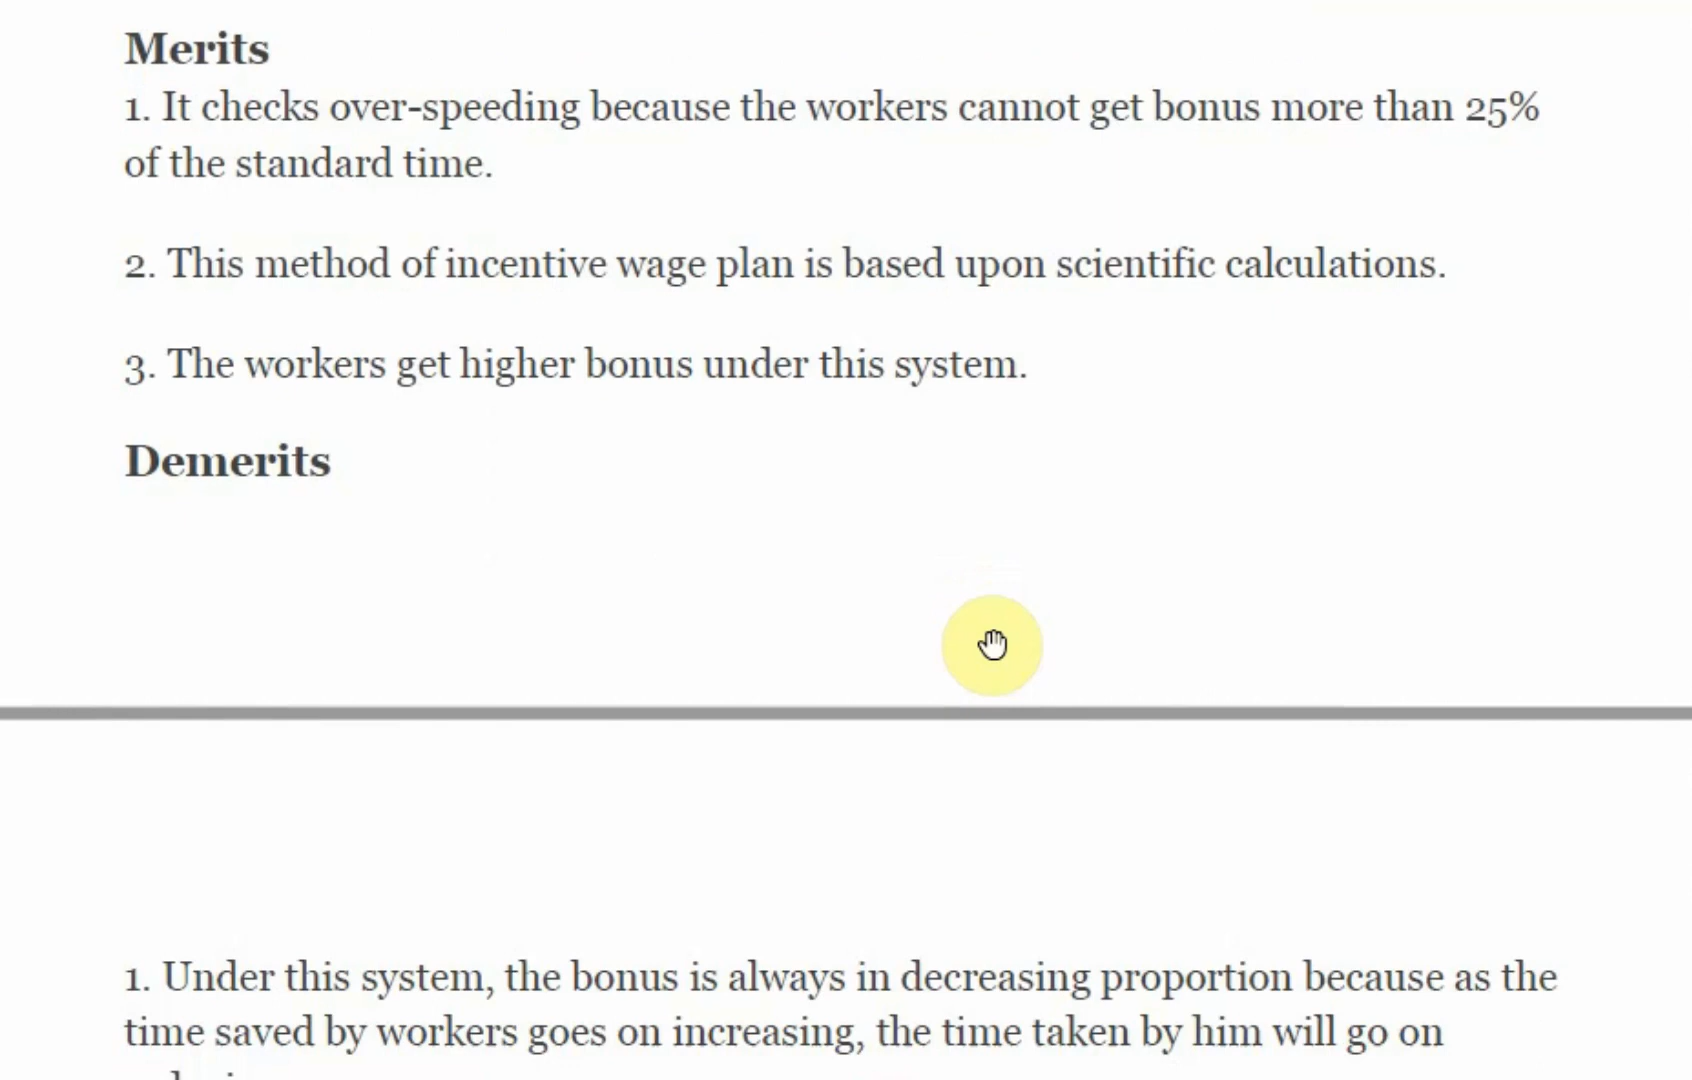 Merits
1. It checks over-speeding because the workers cannot get bonus more than 25%
of the standard time.
2. This method of incentive wage plan is based upon scientific calculations.
3. The workers get higher bonus under this system.
Demerits
1. Under this system, the bonus is always in decreasing proportion because as the
time saved by workers goes on increasing, the time taken by him will go on